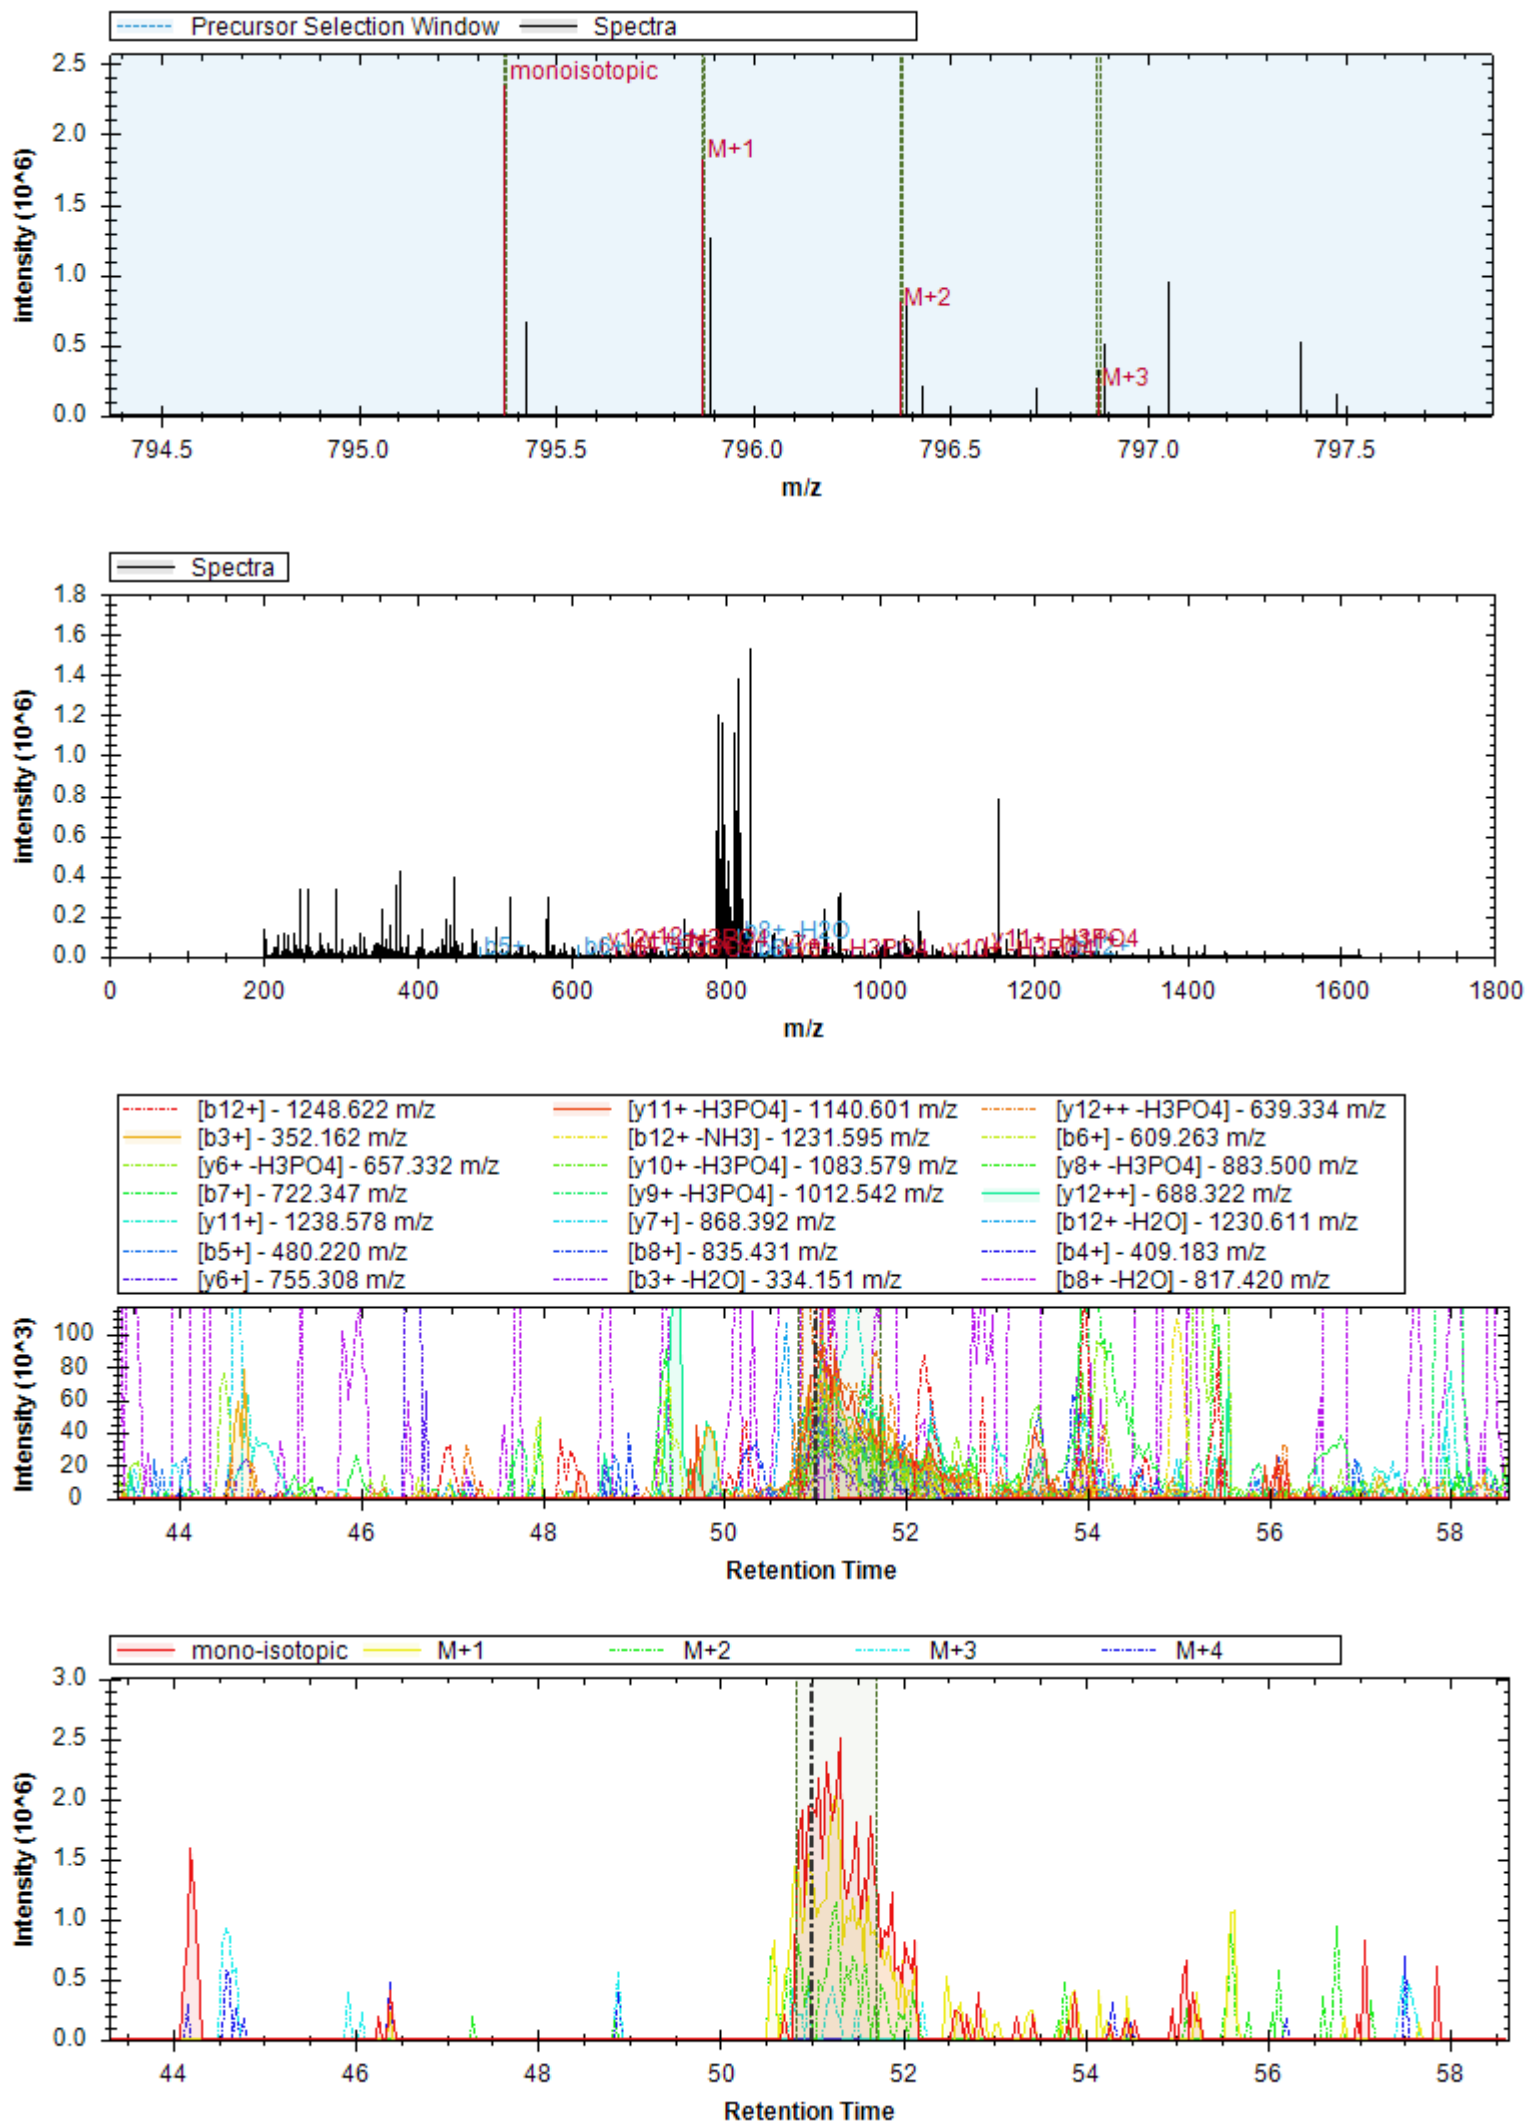 Precursor Selection Window Spectra
2.5
2.0
1.5
1.0
0.5
0.0
intensity (10^6)
monoisotopic
M+1
M+2
M+3
794.5 795.0 795.5 796.0 796.5 797.0 797.5
m/z
Spectra
1.8
1.6
1.4
1.2
1.0
0.8
0.6
0.4
0.2
0.0
intensity (10^6)
b5+
b8+ -H2O
-H3PO4
y11+ -H3PO4
0 200 400 600 800 1000 1200 1400 1600 1800
m/z
[b12+] - 1248.622 m/z [y11+ -H3PO4] - 1140.601 m/z [y12++ -H3PO4] - 639.334 m/z
[b3+] - 352.162 m/z [b12+ -NH3] - 1231.595 m/z [b6+] - 609.263 m/z
[y6+ -H3PO4] - 657.332 m/z [y10+ -H3PO4] - 1083.579 m/z [y8+ -H3PO4] - 883.500 m/z
[b7+] - 722.347 m/z [y9+ -H3PO4] - 1012.542 m/z [y12++] - 688.322 m/z
[y11+] - 1238.578 m/z [y7+] - 868.392 m/z [b12+ -H2O] - 1230.611 m/z
[b5+] - 480.220 m/z [b8+] - 835.431 m/z [b4+] - 409.183 m/z
[y6+] - 755.308 m/z [b3+ -H2O] - 334.151 m/z [b8+ -H2O] - 817.420 m/z
100
80
60
40
20
0
Intensity (10^3)
44 46 48 50 52 54 56 58
Retention Time
mono-isotopic M+1 M+2 M+3 M+4
3.0
2.5
2.0
1.5
1.0
0.5
0.0
Intensity (10^6)
44 46 48 50 52 54 56 58
Retention Time